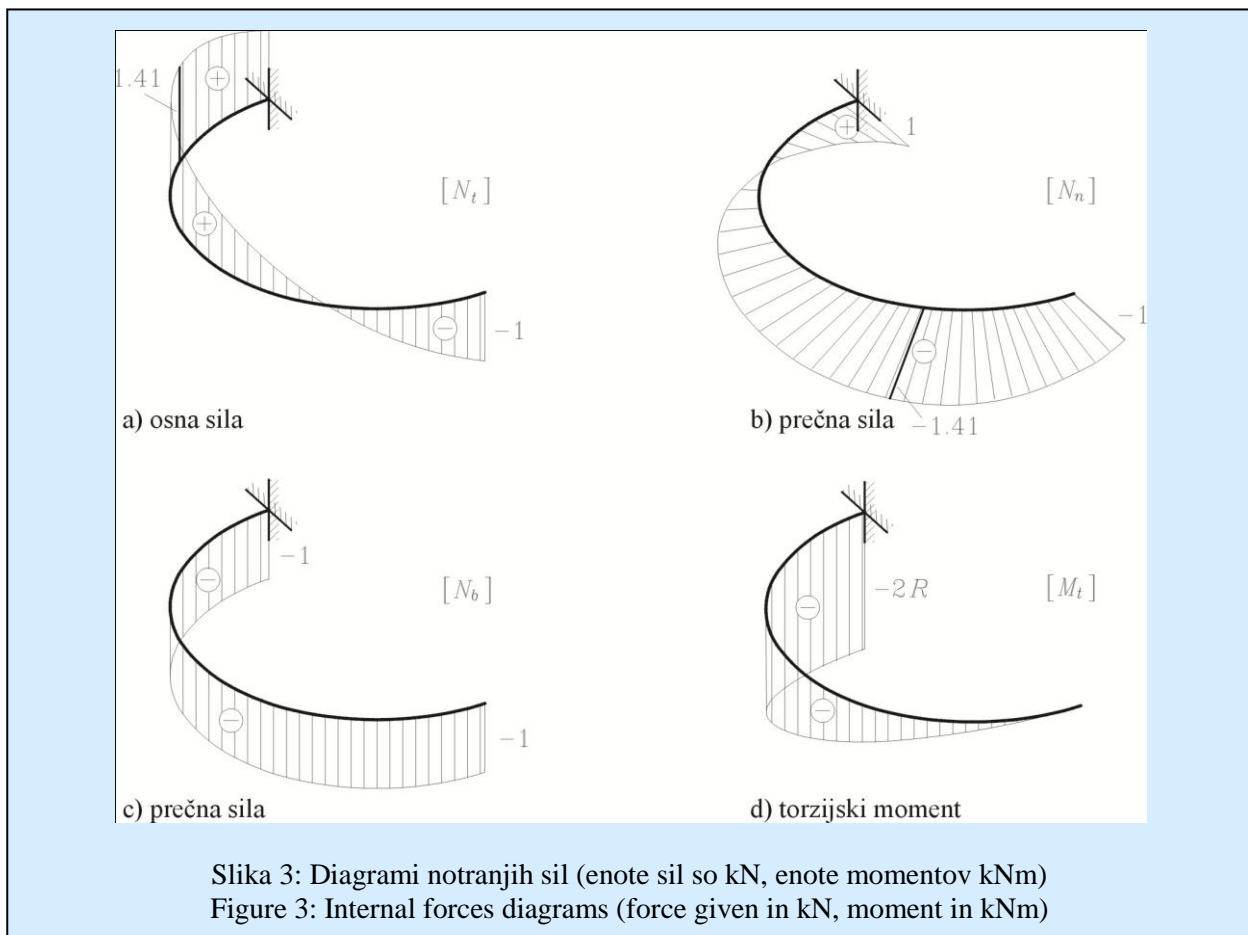 1.41
[N_t]
-1
a) osna sila
1
[N_n]
-1
-1.41
b) prečna sila
-1
[N_b]
-1
c) prečna sila
-2R
[M_t]
d) torzijski moment
Slika 3: Diagrami notranjih sil (enote sil so kN, enote momentov kNm)
Figure 3: Internal forces diagrams (force given in kN, moment in kNm)